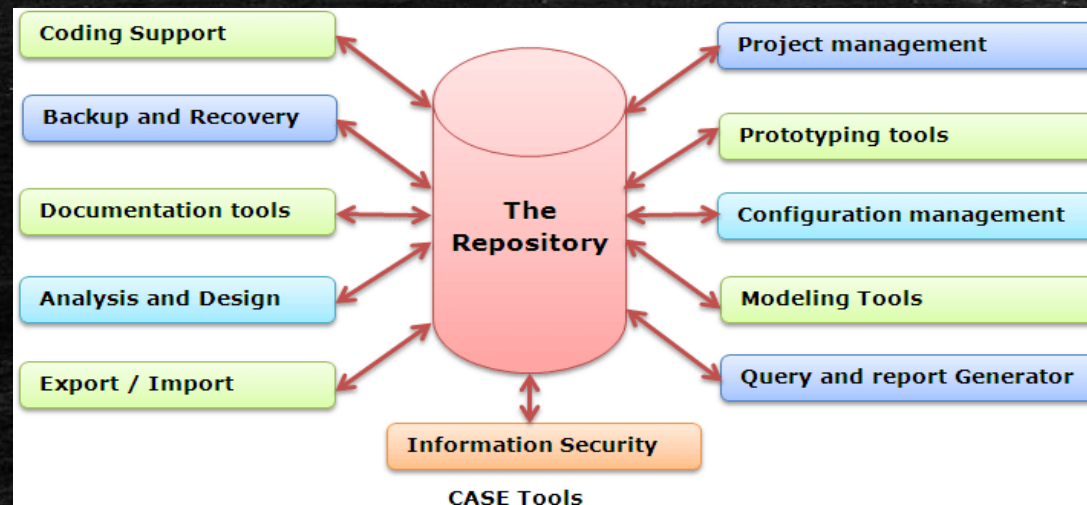 Coding Support
Backup and Recovery
Documentation tools
Analysis and Design
Export / Import
The
Repository
Project management
Prototyping tools
Configuration management
Modeling Tools
Query and report Generator
Information Security
CASE Tools